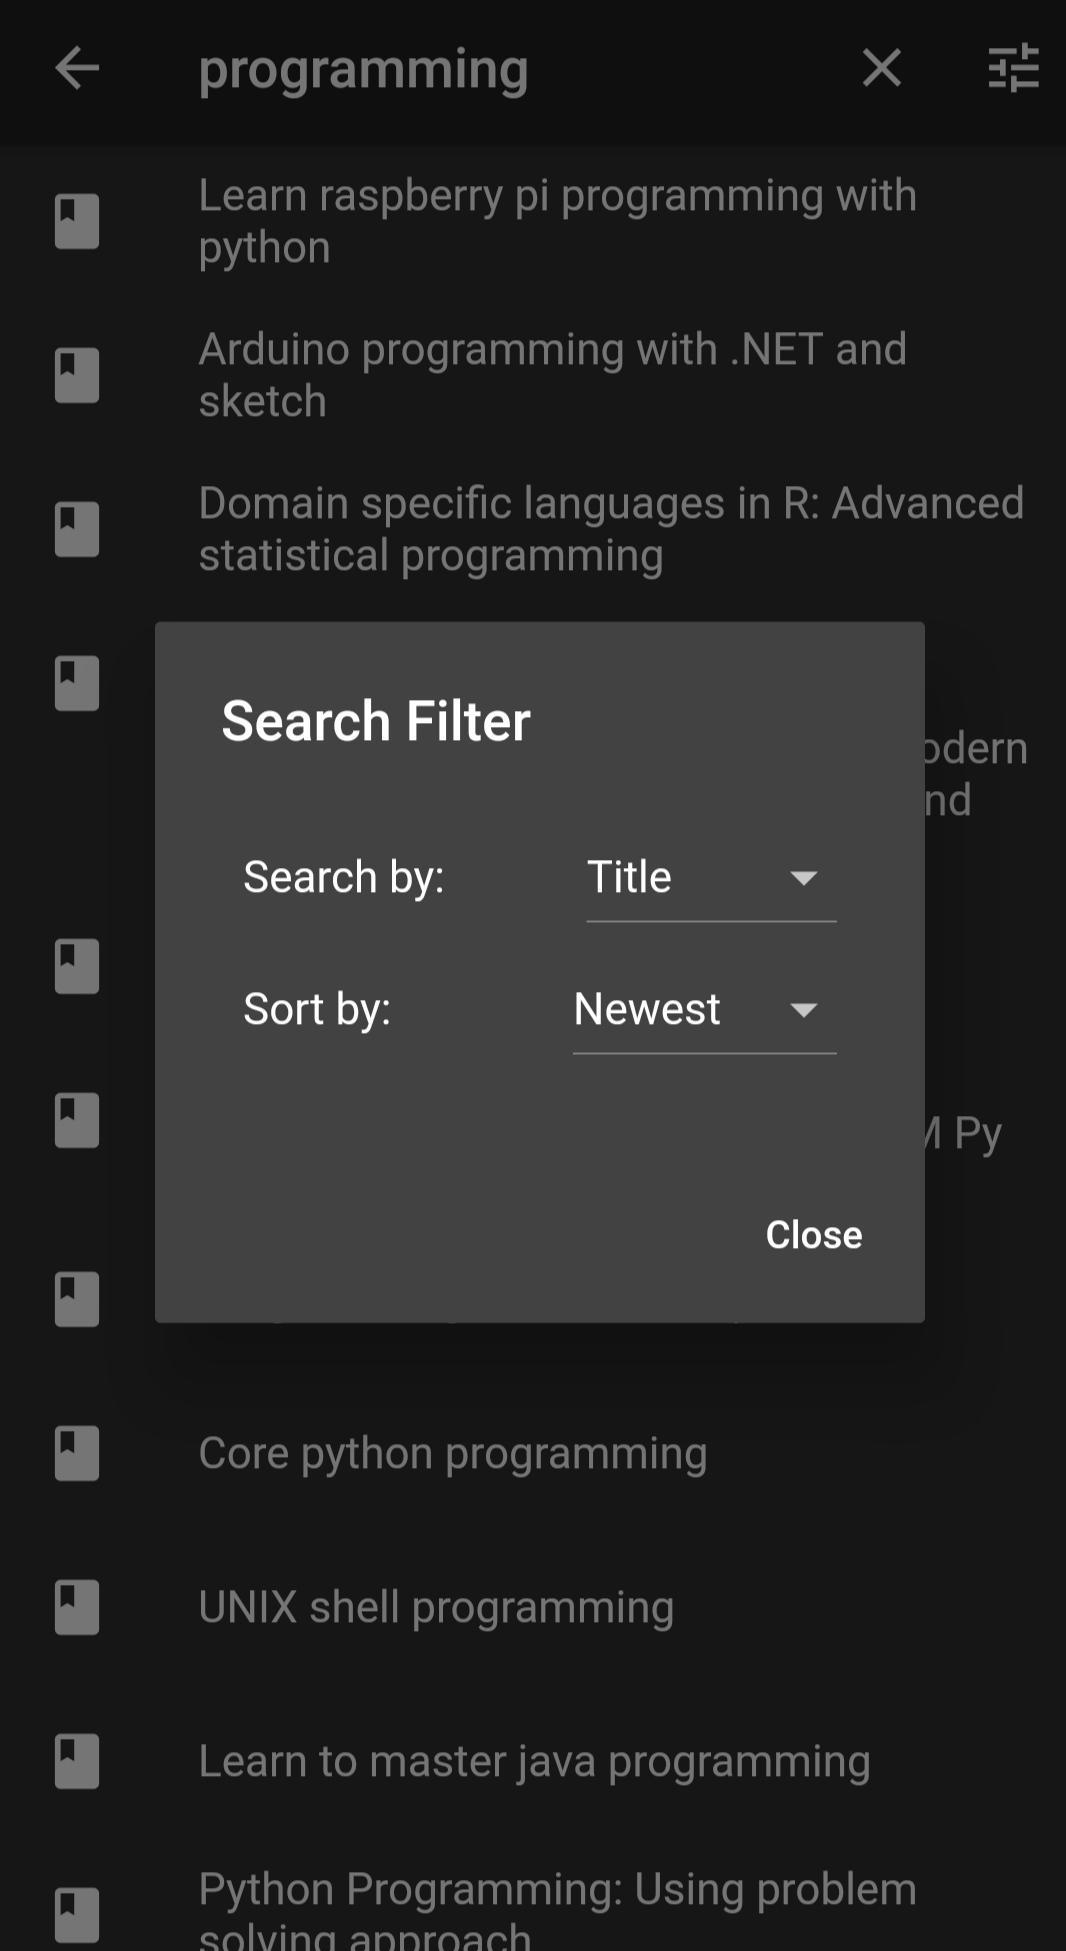 programming
Learn raspberry pi programming with
python
Arduino programming with .NET and
sketch
Domain specific languages in R: Advanced
statistical programming
Search Filter
Search by: Title
Sort by: Newest
Py
Close
Core python programming
UNIX shell programming
Learn to master java programming
Python Programming: Using problem
solving approach